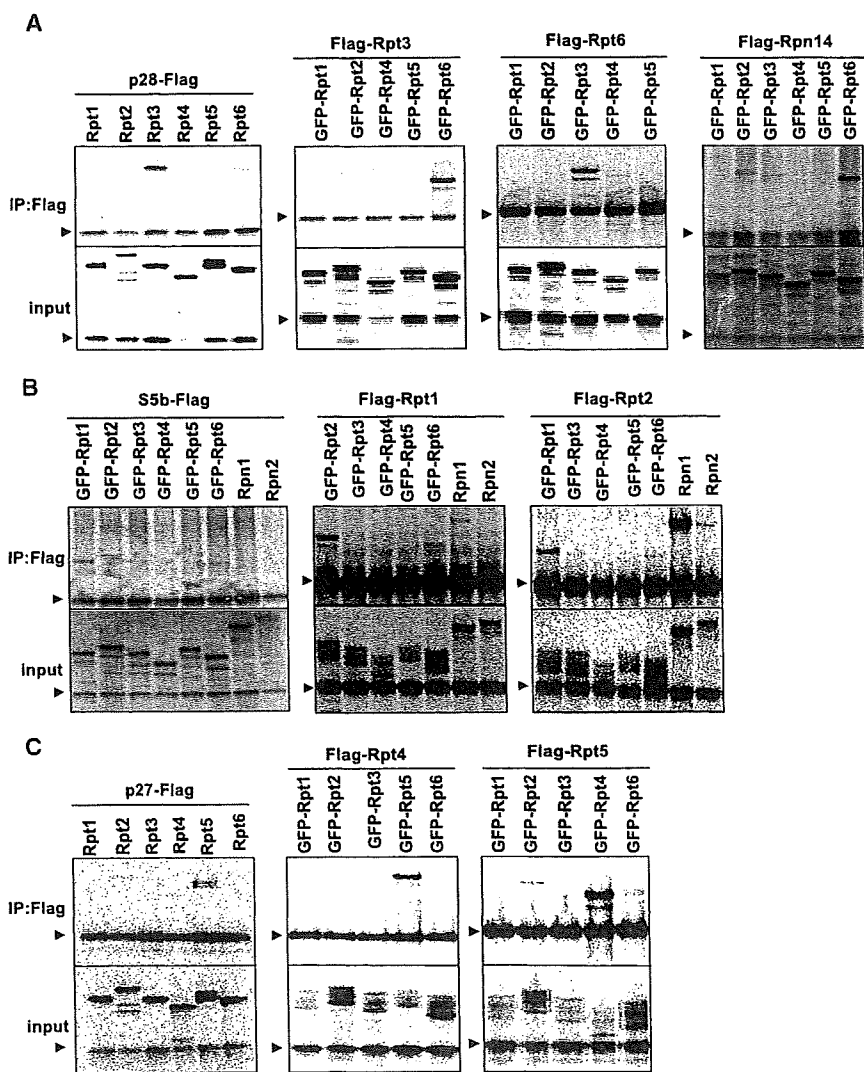 A
p28-Flag
Rpt1
Rpt2
Rpt3
Rpt4
Rpt5
Rpt6
Flag-Rpt3
GFP-Rpt1
GFP-Rpt2
GFP-Rpt4
GFP-Rpt5
GFP-Rpt6
Flag-Rpt6
GFP-Rpt1
GFP-Rpt2
GFP-Rpt3
GFP-Rpt4
GFP-Rpt5
Flag-Rpn14
GFP-Rpt1
GFP-Rpt2
GFP-Rpt3
GFP-Rpt4
GFP-Rpt5
GFP-Rpt6
IP:Flag
input
B
S5b-Flag
GFP-Rpt1
GFP-Rpt2
GFP-Rpt3
GFP-Rpt4
GFP-Rpt5
GFP-Rpt6
Rpn1
Rpn2
Flag-Rpt1
GFP-Rpt2
GFP-Rpt3
GFP-Rpt4
GFP-Rpt5
GFP-Rpt6
Rpn1
Rpn2
Flag-Rpt2
GFP-Rpt1
GFP-Rpt3
GFP-Rpt4
GFP-Rpt5
GFP-Rpt6
Rpn1
Rpn2
IP:Flag
input
C
p27-Flag
Rpt1
Rpt2
Rpt3
Rpt4
Rpt5
Rpt6
Flag-Rpt4
GFP-Rpt1
GFP-Rpt2
GFP-Rpt3
GFP-Rpt5
GFP-Rpt6
Flag-Rpt5
GFP-Rpt1
GFP-Rpt2
GFP-Rpt3
GFP-Rpt4
GFP-Rpt6
IP:Flag
input